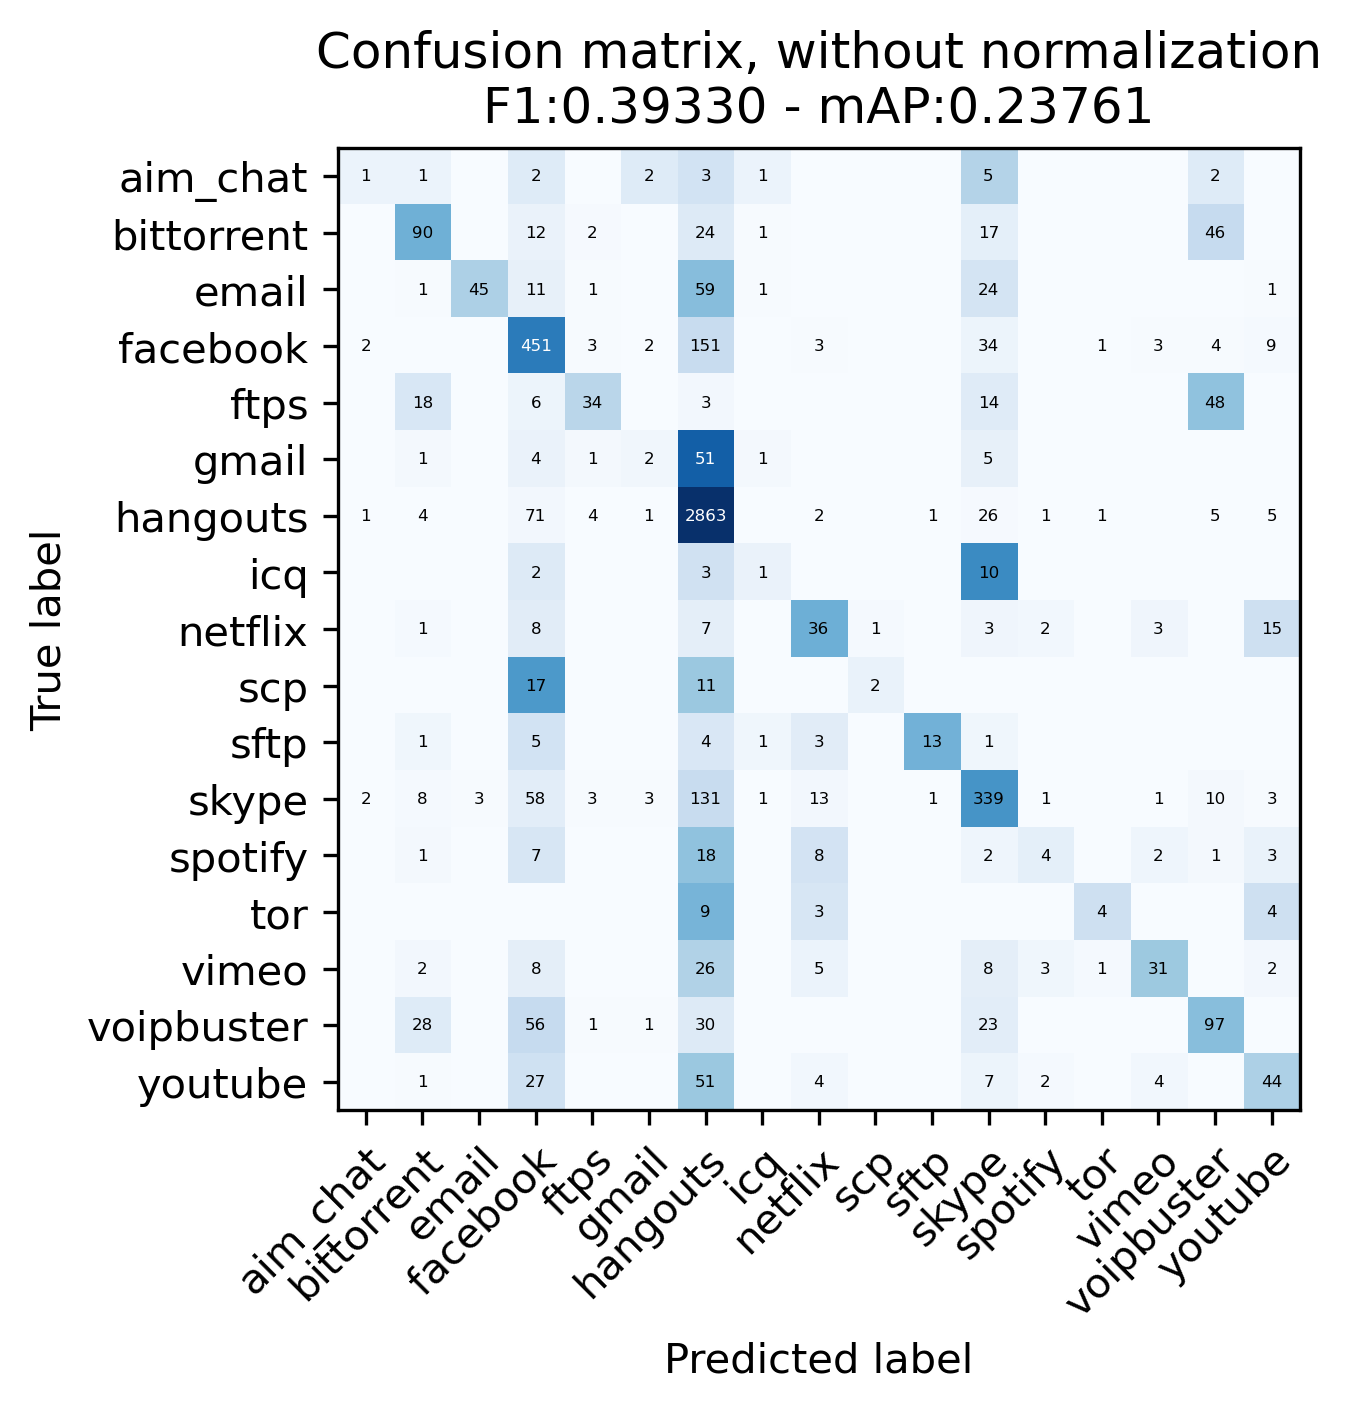 Confusion matrix, without normalization
F1:0.39330 - mAP:0.23761
True label
aim_chat 1 1 2 2 3 1 5 2
bittorrent 90 12 2 24 1 17 46
email 1 45 11 1 59 1 24 1
facebook 2 451 3 2 151 3 34 1 3 4 9
ftps 18 6 34 3 14 48
gmail 1 4 1 2 51 1 5
hangouts 1 4 71 4 1 2863 2 1 26 1 1 5 5
icq 2 3 1 10
netflix 1 8 7 36 1 3 2 3 15
scp 17 11 2
sftp 1 5 4 1 3 13 1
skype 2 8 3 58 3 3 131 1 13 1 339 1 1 10 3
spotify 1 7 18 8 2 4 2 1 3
tor 9 3 4 4
vimeo 2 8 26 5 8 3 1 31 2
voipbuster 28 56 1 1 30 23 97
youtube 1 27 51 4 7 2 4 44
aim_chat
bittorrent
email
facebook
ftps
gmail
hangouts
icq
netflix
scp
sftp
skype
spotify
tor
vimeo
voipbuster
youtube
Predicted label